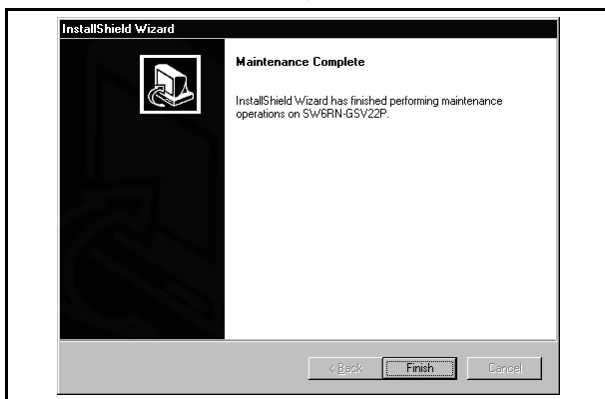 InstallShield Wizard
Maintenance Complete
InstallShield Wizard has finished performing maintenance
operations on SW6RN-GSV22P.
< Back Finish Cancel